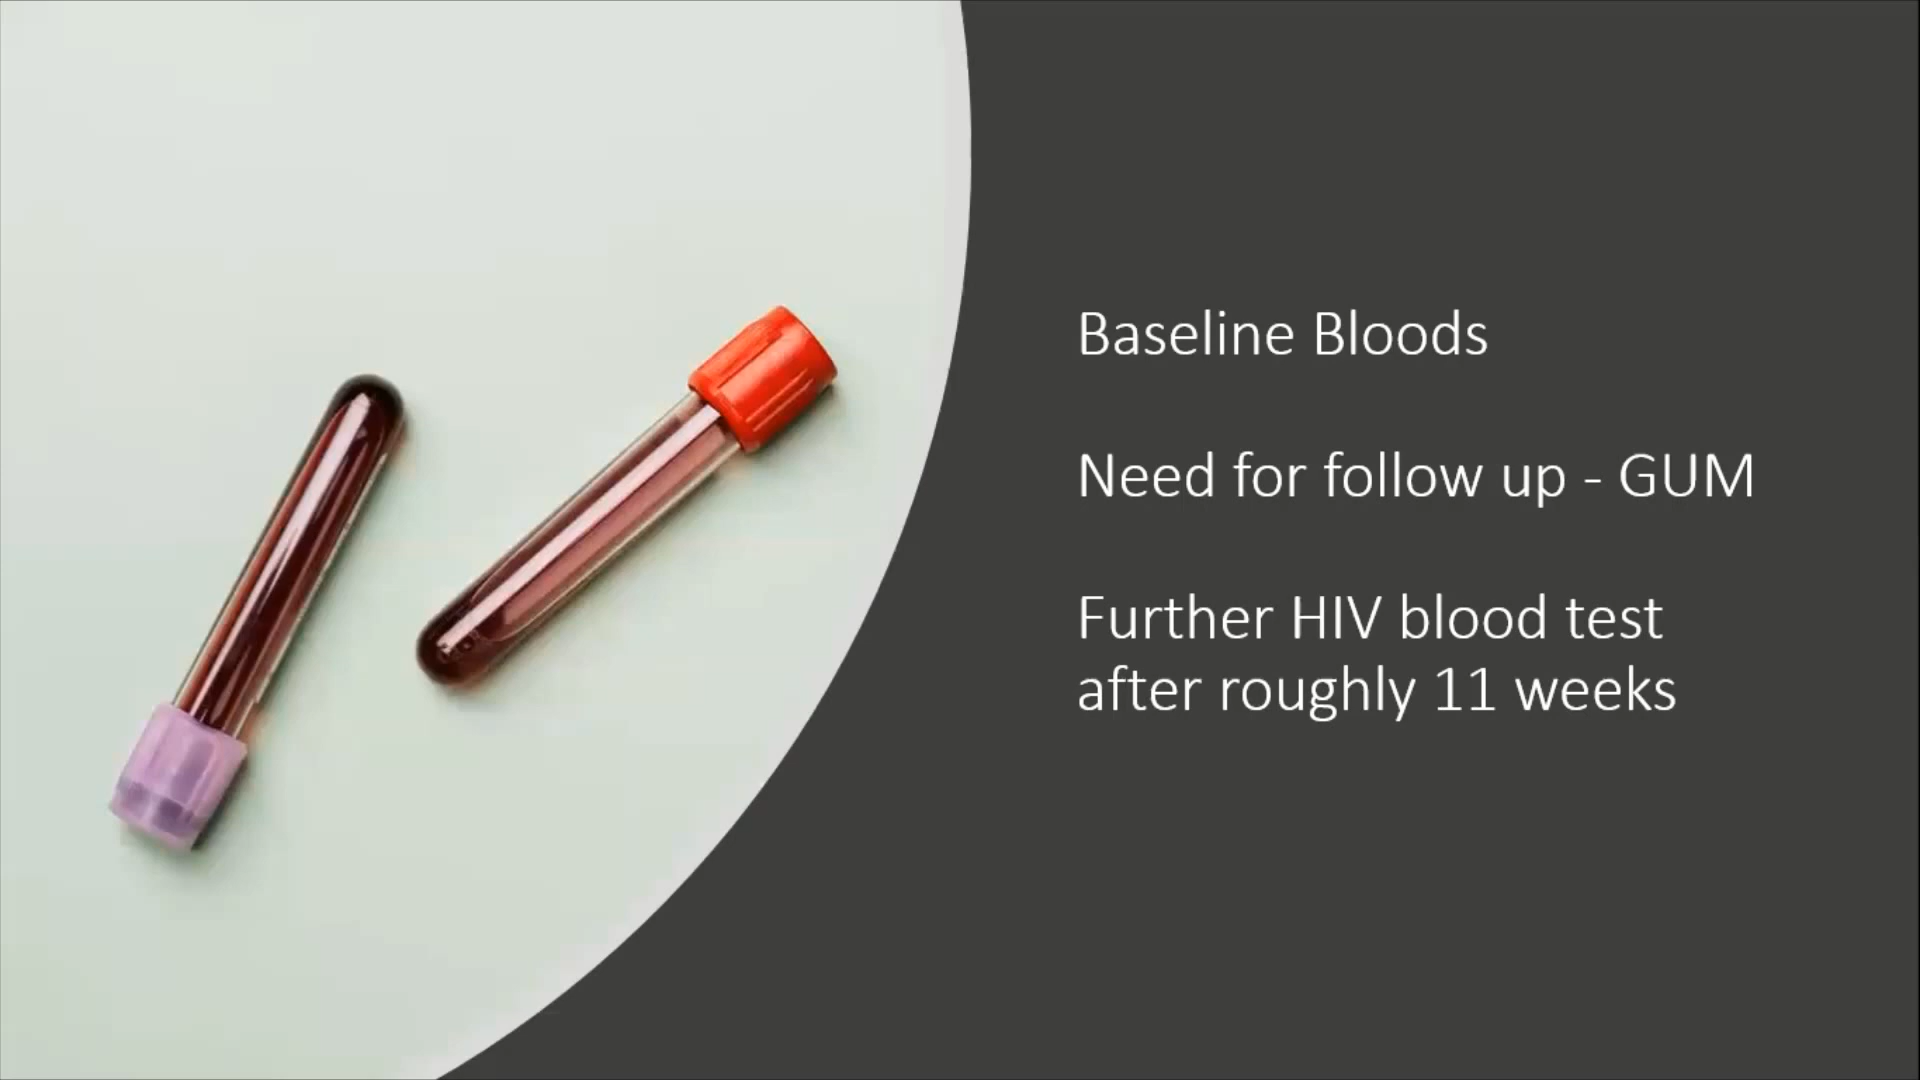 Baseline Bloods
Need for follow up - GUM
Further HIV blood test
after roughly 11 weeks